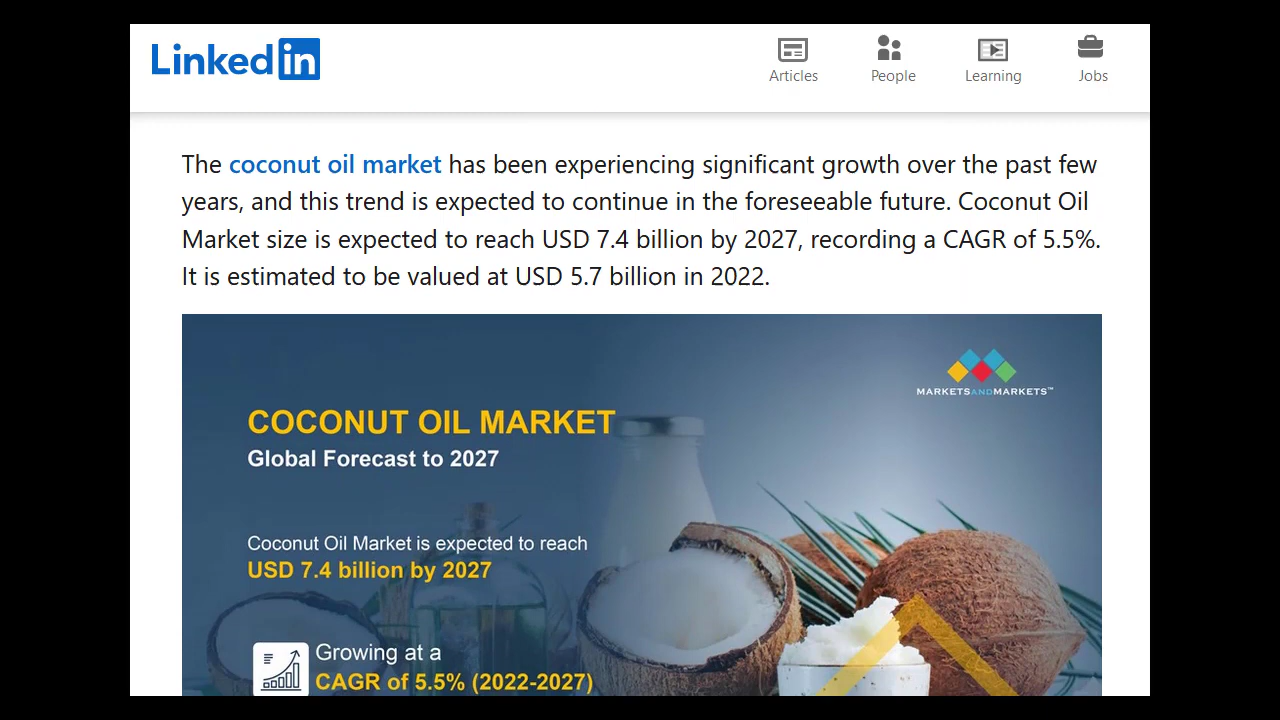 Linkedin
Articles
People
Learning
Jobs
The coconut oil market has been experiencing significant growth over the past few
years, and this trend is expected to continue in the foreseeable future. Coconut Oil
Market size is expected to reach USD 7.4 billion by 2027, recording a CAGR of 5.5%.
It is estimated to be valued at USD 5.7 billion in 2022.
MARKETSANDMARKETS™
COCONUT OIL MARKET
Global Forecast to 2027
Coconut Oil Market is expected to reach
USD 7.4 billion by 2027
Growing at a
CAGR of 5.5% (2022-2027)